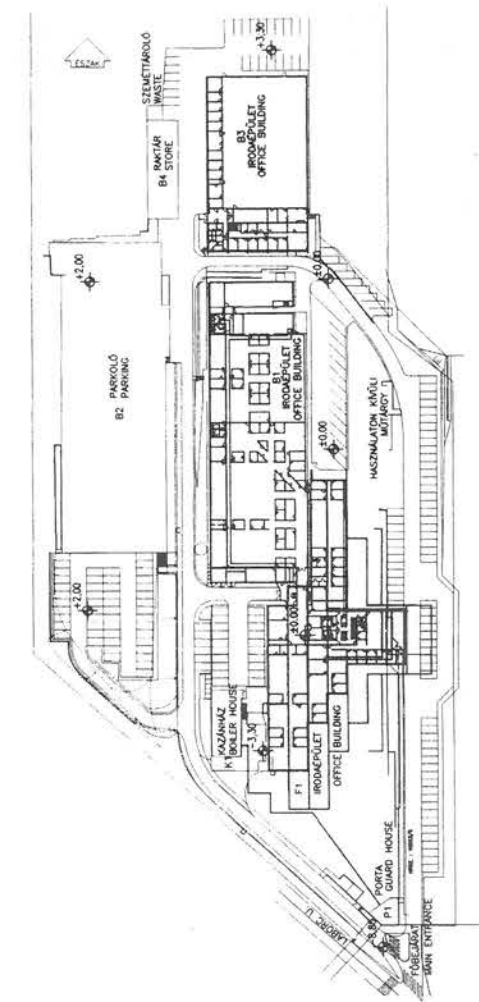 ÉSZAK
SZEMÉTTÁROLÓ
WASTE
+3,30
B4 RAKTÁR
STORE
B3
IRODAÉPÜLET
OFFICE BUILDING
+2,00
PARKOLÓ
B2 PARKING
±0,00
B1
IRODAÉPÜLET
OFFICE BUILDING
±0,00
HASZNÁLATON KÍVÜLI
MŰTÁRGY
+2,00
±0,00
KAZÁNHÁZ
K1 BOILER HOUSE
-3,30
F1
IRODAÉPÜLET
OFFICE BUILDING
LABORC U.
PORTA
GUARD HOUSE
P1
-8,80
FŐBEJÁRAT
MAIN ENTRANCE